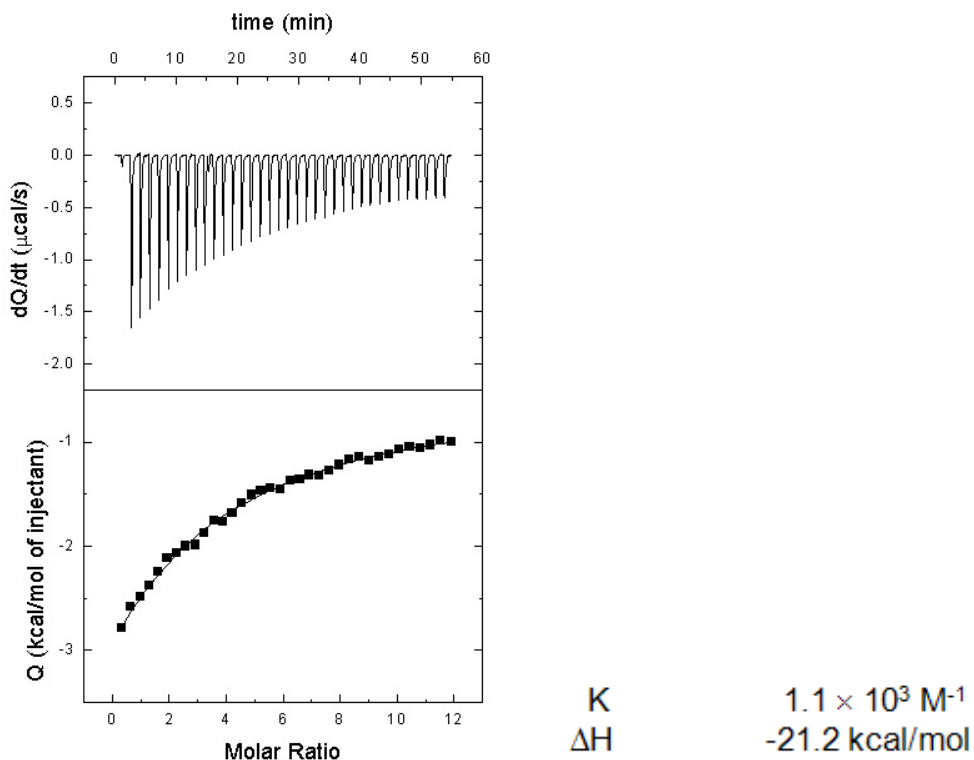 time (min)
0 10 20 30 40 50 60
0.5
0.0
-0.5
-1.0
-1.5
-2.0
dQ/dt (μcal/s)
-1
-2
-3
Q (kcal/mol of injectant)
0 2 4 6 8 10 12
Molar Ratio
K 1.1 × 10³ M⁻¹
ΔH -21.2 kcal/mol